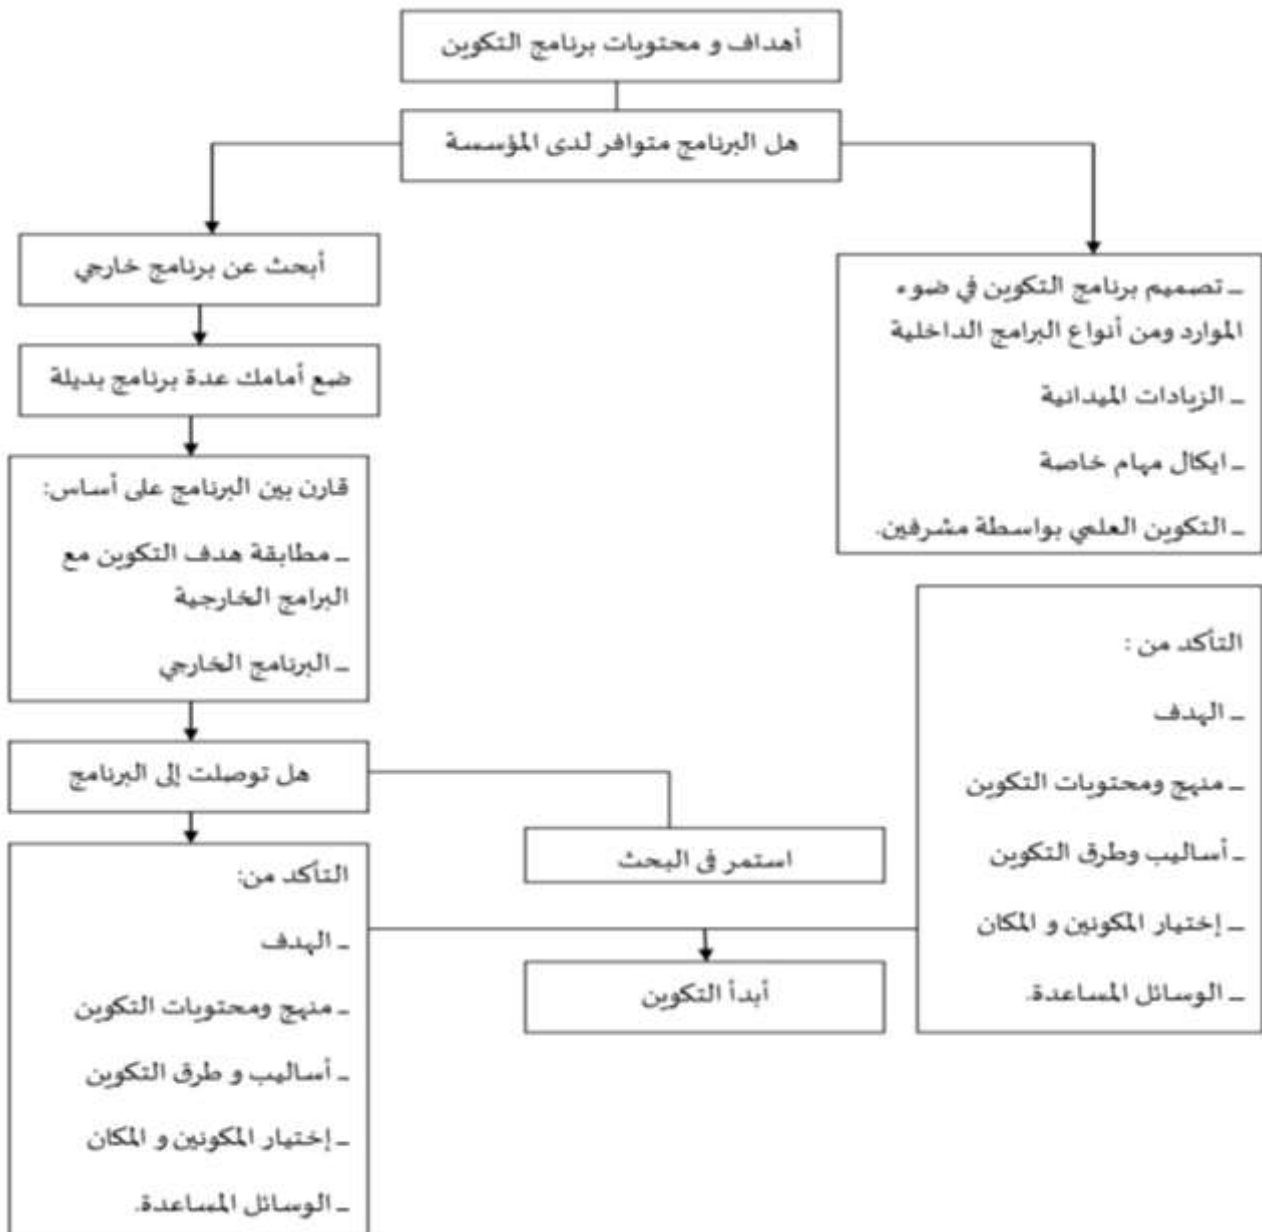 أهداف و محتويات برنامج التكوين
هل البرنامج متوافر لدى المؤسسة
ـ تصميم برنامج التكوين في ضوء
الموارد ومن أنواع البرامج الداخلية
ـ الزيادات الميدانية
ـ ايكال مهام خاصة
ـ التكوين العلمي بواسطة مشرفين.
أبحث عن برنامج خارجي
ضع أمامك عدة برنامج بديلة
قارن بين البرنامج على أساس:
ـ مطابقة هدف التكوين مع
البرامج الخارجية
ـ البرنامج الخارجي
هل توصلت إلى البرنامج
استمر في البحث
التأكد من :
ـ الهدف
ـ منهج ومحتويات التكوين
ـ أساليب وطرق التكوين
ـ إختيار المكونين و المكان
ـ الوسائل المساعدة.
التأكد من:
ـ الهدف
ـ منهج ومحتويات التكوين
ـ أساليب و طرق التكوين
ـ إختيار المكونين و المكان
ـ الوسائل المساعدة.
أبدأ التكوين